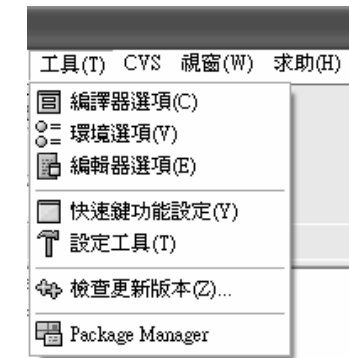 工具(T) CVS 視窗(W) 求助(H)
編譯器選項(C)
環境選項(V)
編輯器選項(E)
快速鍵功能設定(Y)
設定工具(T)
檢查更新版本(Z)...
Package Manager